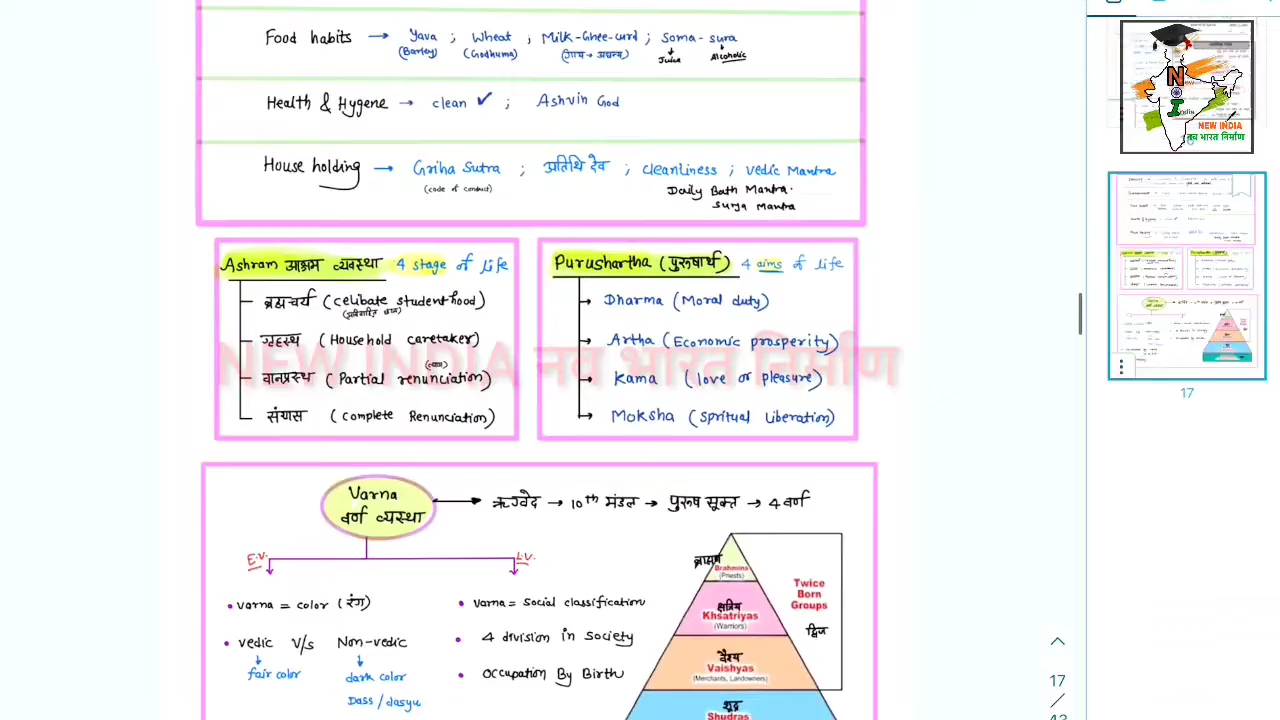 Food habits → Yava ; Wheat ; Milk-Ghee-curd ; Soma-sura
(Barley) (Godhuma) (गाय → अघन्य) Juice Alcoholic
Health & Hygene → clean ✓ ; Ashvin God
House holding → Griha Sutra ; अतिथि देव ; cleanliness ; vedic Mantra
(code of conduct) Daily Bath Mantra.
Surya Mantra
Ashram आश्रम व्यवस्था 4 stage of life
ब्रह्मचर्य (celibate student hood)
गृहस्थ (Household caretaker)
वानप्रस्थ (Partial renunciation)
संयास (complete Renunciation)
Purushartha (पुरुषार्थ) 4 aims of life
→ Dharma (Moral duty)
→ Artha (Economic prosperity)
→ Kama (love or pleasure)
→ Moksha (Spritual liberation)
NEW INDIA नव भारत निर्माण
Varna
वर्ण व्यस्था
→ ऋग्वेद → 10th मंडल → पुरुष सूक्त → 4 वर्ण
E.V. L.V.
• varna = color (रंग)
• vedic V/s Non-vedic
fair color dark color
Dass / dasyu
• varna = Social classification
• 4 division in society
• occupation By Birth
ब्राह्मण
Brahmins
(Priests)
क्षत्रिय
Khsatriyas
(Warriors)
वैश्य
Vaishyas
(Merchants, Landowners)
शूद्र
Shudras
Twice
Born
Groups
द्विज
NOI
NEW INDIA
नव भारत निर्माण
17
17
/
43